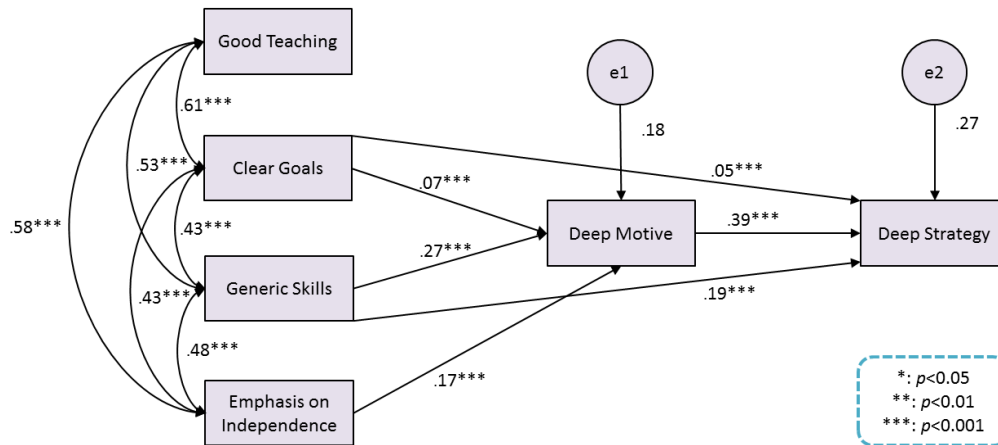 Good Teaching
e1
e2
.61***
.18
.27
Clear Goals
.53***
.05***
.07***
.58***
.43***
Deep Motive
.39***
Deep Strategy
.27***
.43***
Generic Skills
.19***
.48***
.17***
Emphasis on
Independence
*: p<0.05
**: p<0.01
***: p<0.001